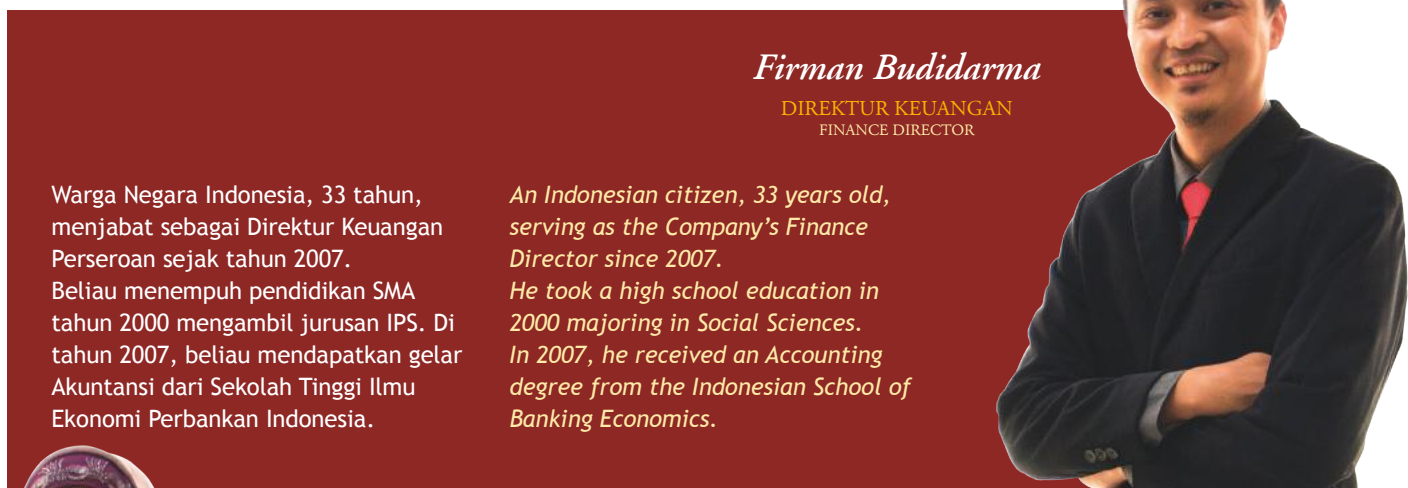 Firman Budidarma
DIREKTUR KEUANGAN
FINANCE DIRECTOR
Warga Negara Indonesia, 33 tahun,
menjabat sebagai Direktur Keuangan
Perseroan sejak tahun 2007.
Beliau menempuh pendidikan SMA
tahun 2000 mengambil jurusan IPS. Di
tahun 2007, beliau mendapatkan gelar
Akuntansi dari Sekolah Tinggi Ilmu
Ekonomi Perbankan Indonesia.
An Indonesian citizen, 33 years old,
serving as the Company’s Finance
Director since 2007.
He took a high school education in
2000 majoring in Social Sciences.
In 2007, he received an Accounting
degree from the Indonesian School of
Banking Economics.